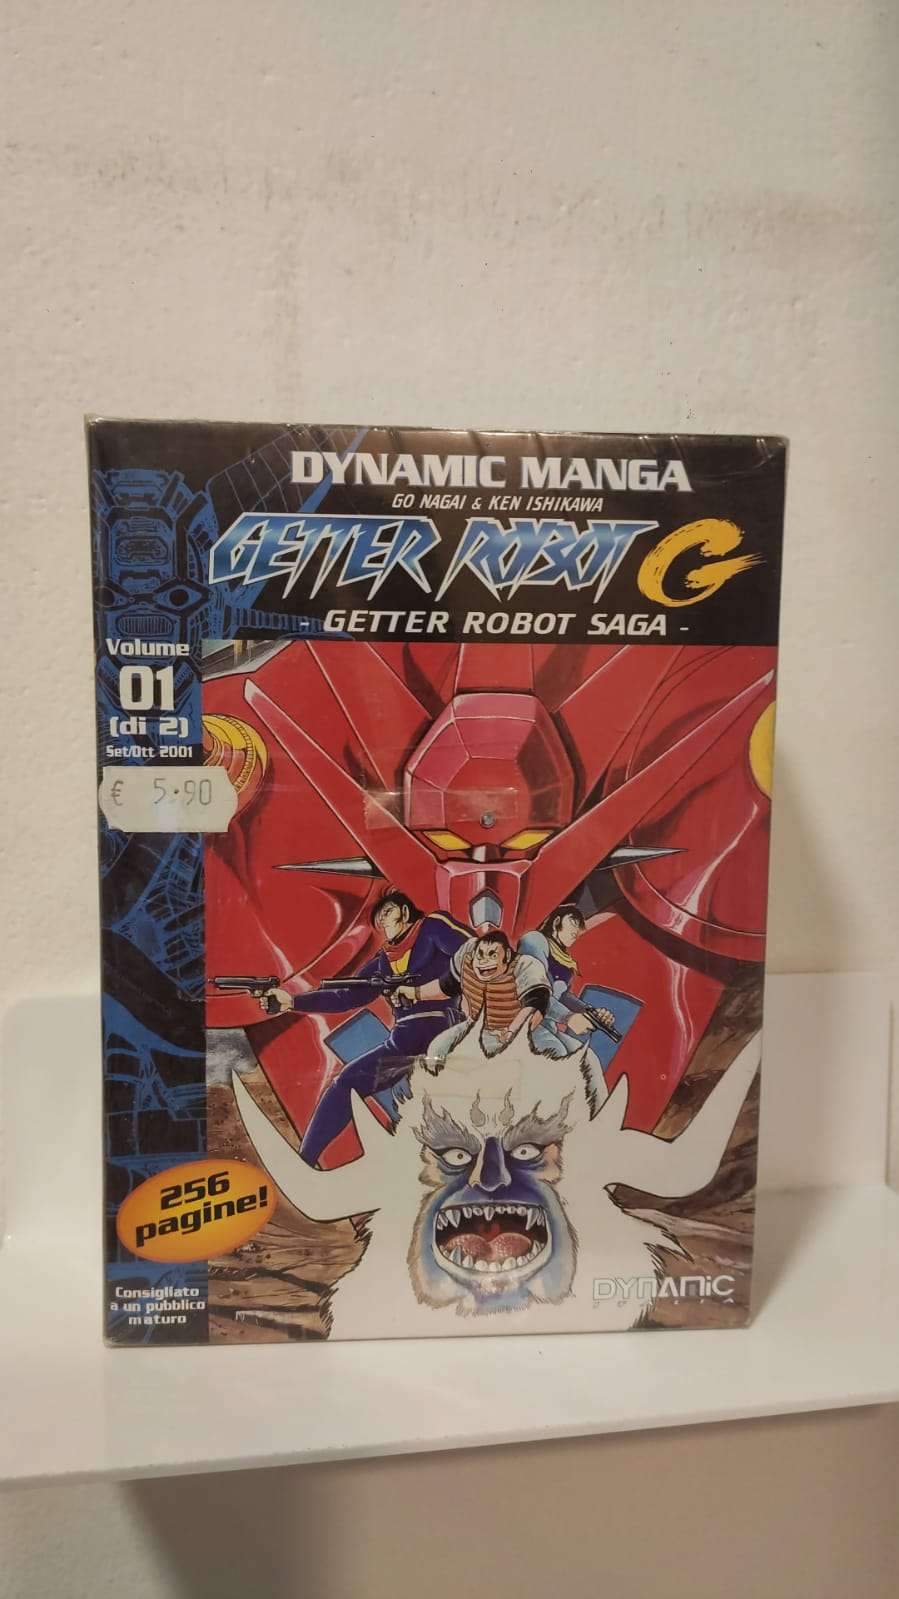 DYNAMIC MANGA
GO NAGAI & KEN ISHIKAWA
GETTER ROBOT G
- GETTER ROBOT SAGA -
Volume
01
(di 2)
Set/Ott 2001
€ 5.90
256
pagine!
Consigliato
a un pubblico
maturo
DYNAMIC